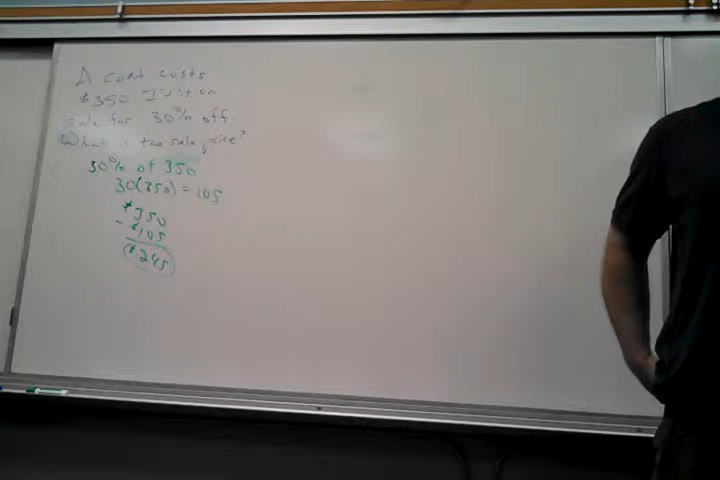 A coat costs
$350 It is on
sale for 30% off.
What is the sale price?
30% of 350
30(350) = 105
$350
- $105
$245